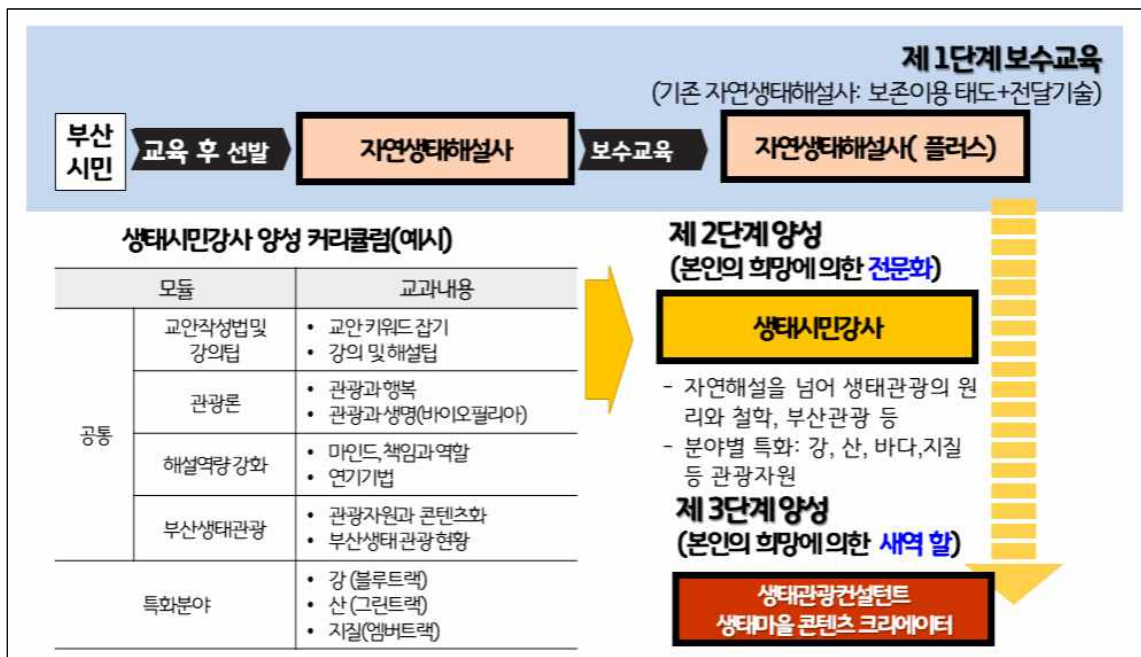 제 1단계 보수교육
(기존 자연생태해설사: 보존이용 태도+전달기술)
부산
시민
교육 후 선발
자연생태해설사
보수교육
자연생태해설사( 플러스)
생태시민강사 양성 커리큘럼(예시)
모듈
교과내용
공통
교안작성법 및
강의팁
• 교안 키워드 잡기
• 강의 및 해설팁
관광론
• 관광과 행복
• 관광과 생명(바이오필리아)
해설역량 강화
• 마인드, 책임과 역할
• 연기기법
부산생태관광
• 관광자원과 콘텐츠화
• 부산생태 관광 현황
특화분야
• 강 (블루트랙)
• 산 (그린트랙)
• 지질(엠버트랙)
제 2단계 양성
(본인의 희망에 의한 전문화)
생태시민강사
- 자연해설을 넘어 생태관광의 원
리와 철학, 부산관광 등
- 분야별 특화: 강, 산, 바다,지질
등 관광자원
제 3단계 양성
(본인의 희망에 의한 새역 할)
생태관광컨설턴트
생태마을 콘텐츠 크리에이터